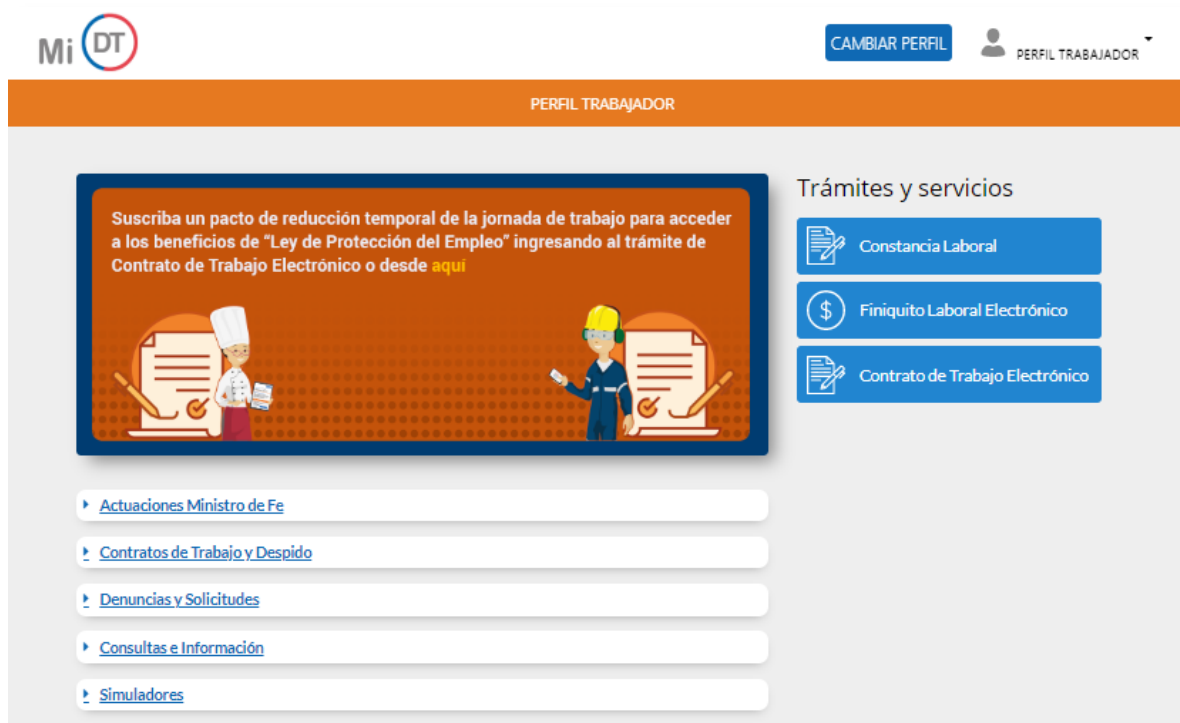 Mi DT
CAMBIAR PERFIL
PERFIL TRABAJADOR
PERFIL TRABAJADOR
Suscriba un pacto de reducción temporal de la jornada de trabajo para acceder
a los beneficios de “Ley de Protección del Empleo” ingresando al trámite de
Contrato de Trabajo Electrónico o desde aquí
Trámites y servicios
Constancia Laboral
$ Finiquito Laboral Electrónico
Contrato de Trabajo Electrónico
Actuaciones Ministro de Fe
Contratos de Trabajo y Despido
Denuncias y Solicitudes
Consultas e Información
Simuladores